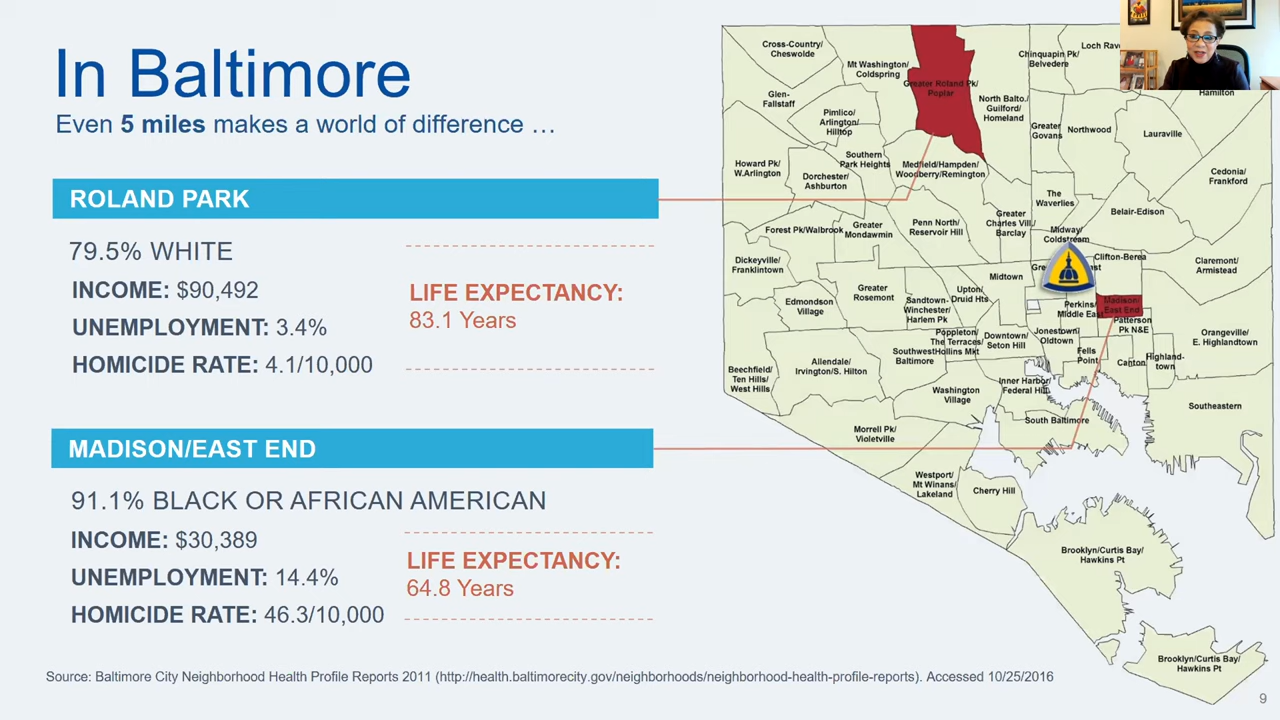 In Baltimore
Even 5 miles makes a world of difference …
ROLAND PARK
79.5% WHITE
INCOME: $90,492
UNEMPLOYMENT: 3.4%
HOMICIDE RATE: 4.1/10,000
LIFE EXPECTANCY:
83.1 Years
MADISON/EAST END
91.1% BLACK OR AFRICAN AMERICAN
INCOME: $30,389
UNEMPLOYMENT: 14.4%
HOMICIDE RATE: 46.3/10,000
LIFE EXPECTANCY:
64.8 Years
Cross-Country/
Cheswolde
Mt Washington/
Coldspring
Greater Roland Pk/
Poplar
Chinquapin Pk/
Belvedere
Loch
Hamilton
Glen-
Fallstaff
Pimlico/
Arlington/
Hilltop
North Balto./
Guilford/
Homeland
Greater
Govans
Northwood
Lauraville
Howard Pk/
W.Arlington
Dorchester/
Ashburton
Southern
Park Heights
Medfield/Hampden/
Woodberry/Remington
Cedonia/
Frankford
The
Waverlies
Belair-Edison
Forest Pk/Walbrook
Greater
Mondawmin
Penn North/
Reservoir Hill
Greater
Charles Vill./
Barclay
Midway/
Coldstream
Clifton-Berea
Claremont/
Armistead
Dickeyville/
Franklintown
Midtown
Greater
Rosemont
Upton/
Druid Hts
Edmondson
Village
Sandtown-
Winchester/
Harlem Pk
Perkins/
Middle East
Madison
East End
Patterson
Pk N&E
Orangeville/
E. Highlandtown
Poppleton/
The Terraces/
Hollins Mkt
Southwest
Baltimore
Downtown/
Seton Hill
Jonestown/
Oldtown
Fells
Point
Canton
Highland-
town
Allendale/
Irvington/S. Hilton
Beechfield/
Ten Hills/
West Hills
Washington
Village
Inner Harbor/
Federal Hill
Southeastern
South Baltimore
Morrell Pk/
Violetville
Westport/
Mt Winans/
Lakeland
Cherry Hill
Brooklyn/Curtis Bay/
Hawkins Pt
Brooklyn/Curtis Bay/
Hawkins Pt
Source: Baltimore City Neighborhood Health Profile Reports 2011 (http://health.baltimorecity.gov/neighborhoods/neighborhood-health-profile-reports). Accessed 10/25/2016
9